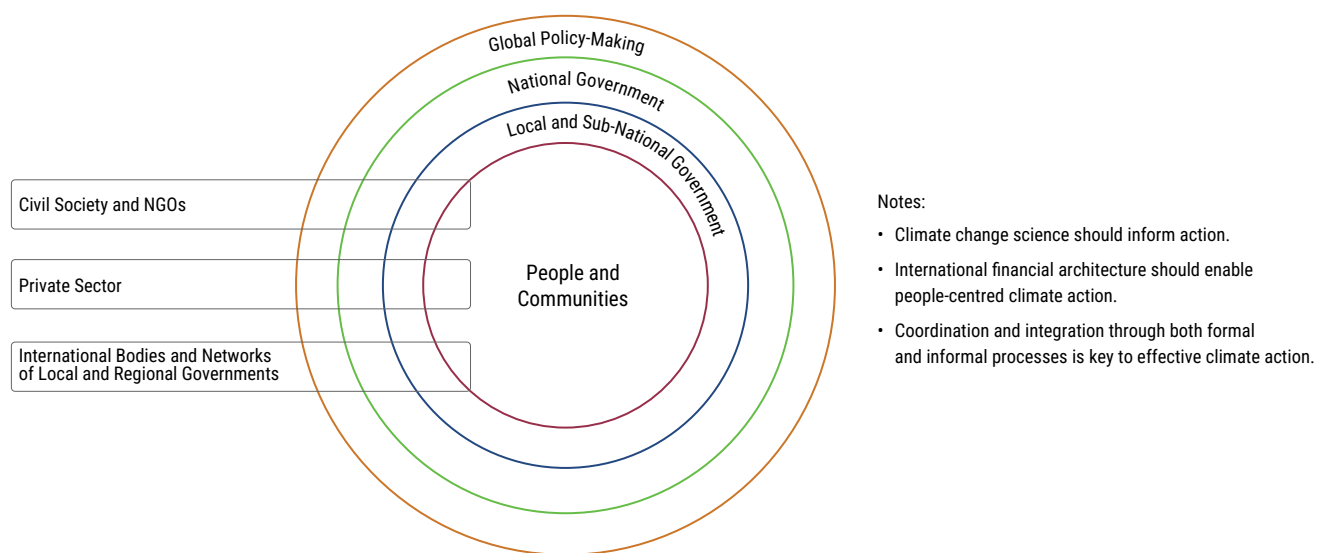 Global Policy-Making
National Government
Local and Sub-National Government
Civil Society and NGOs
Private Sector
International Bodies and Networks
of Local and Regional Governments
People and
Communities
Notes:
• Climate change science should inform action.
• International financial architecture should enable
people-centred climate action.
• Coordination and integration through both formal
and informal processes is key to effective climate action.